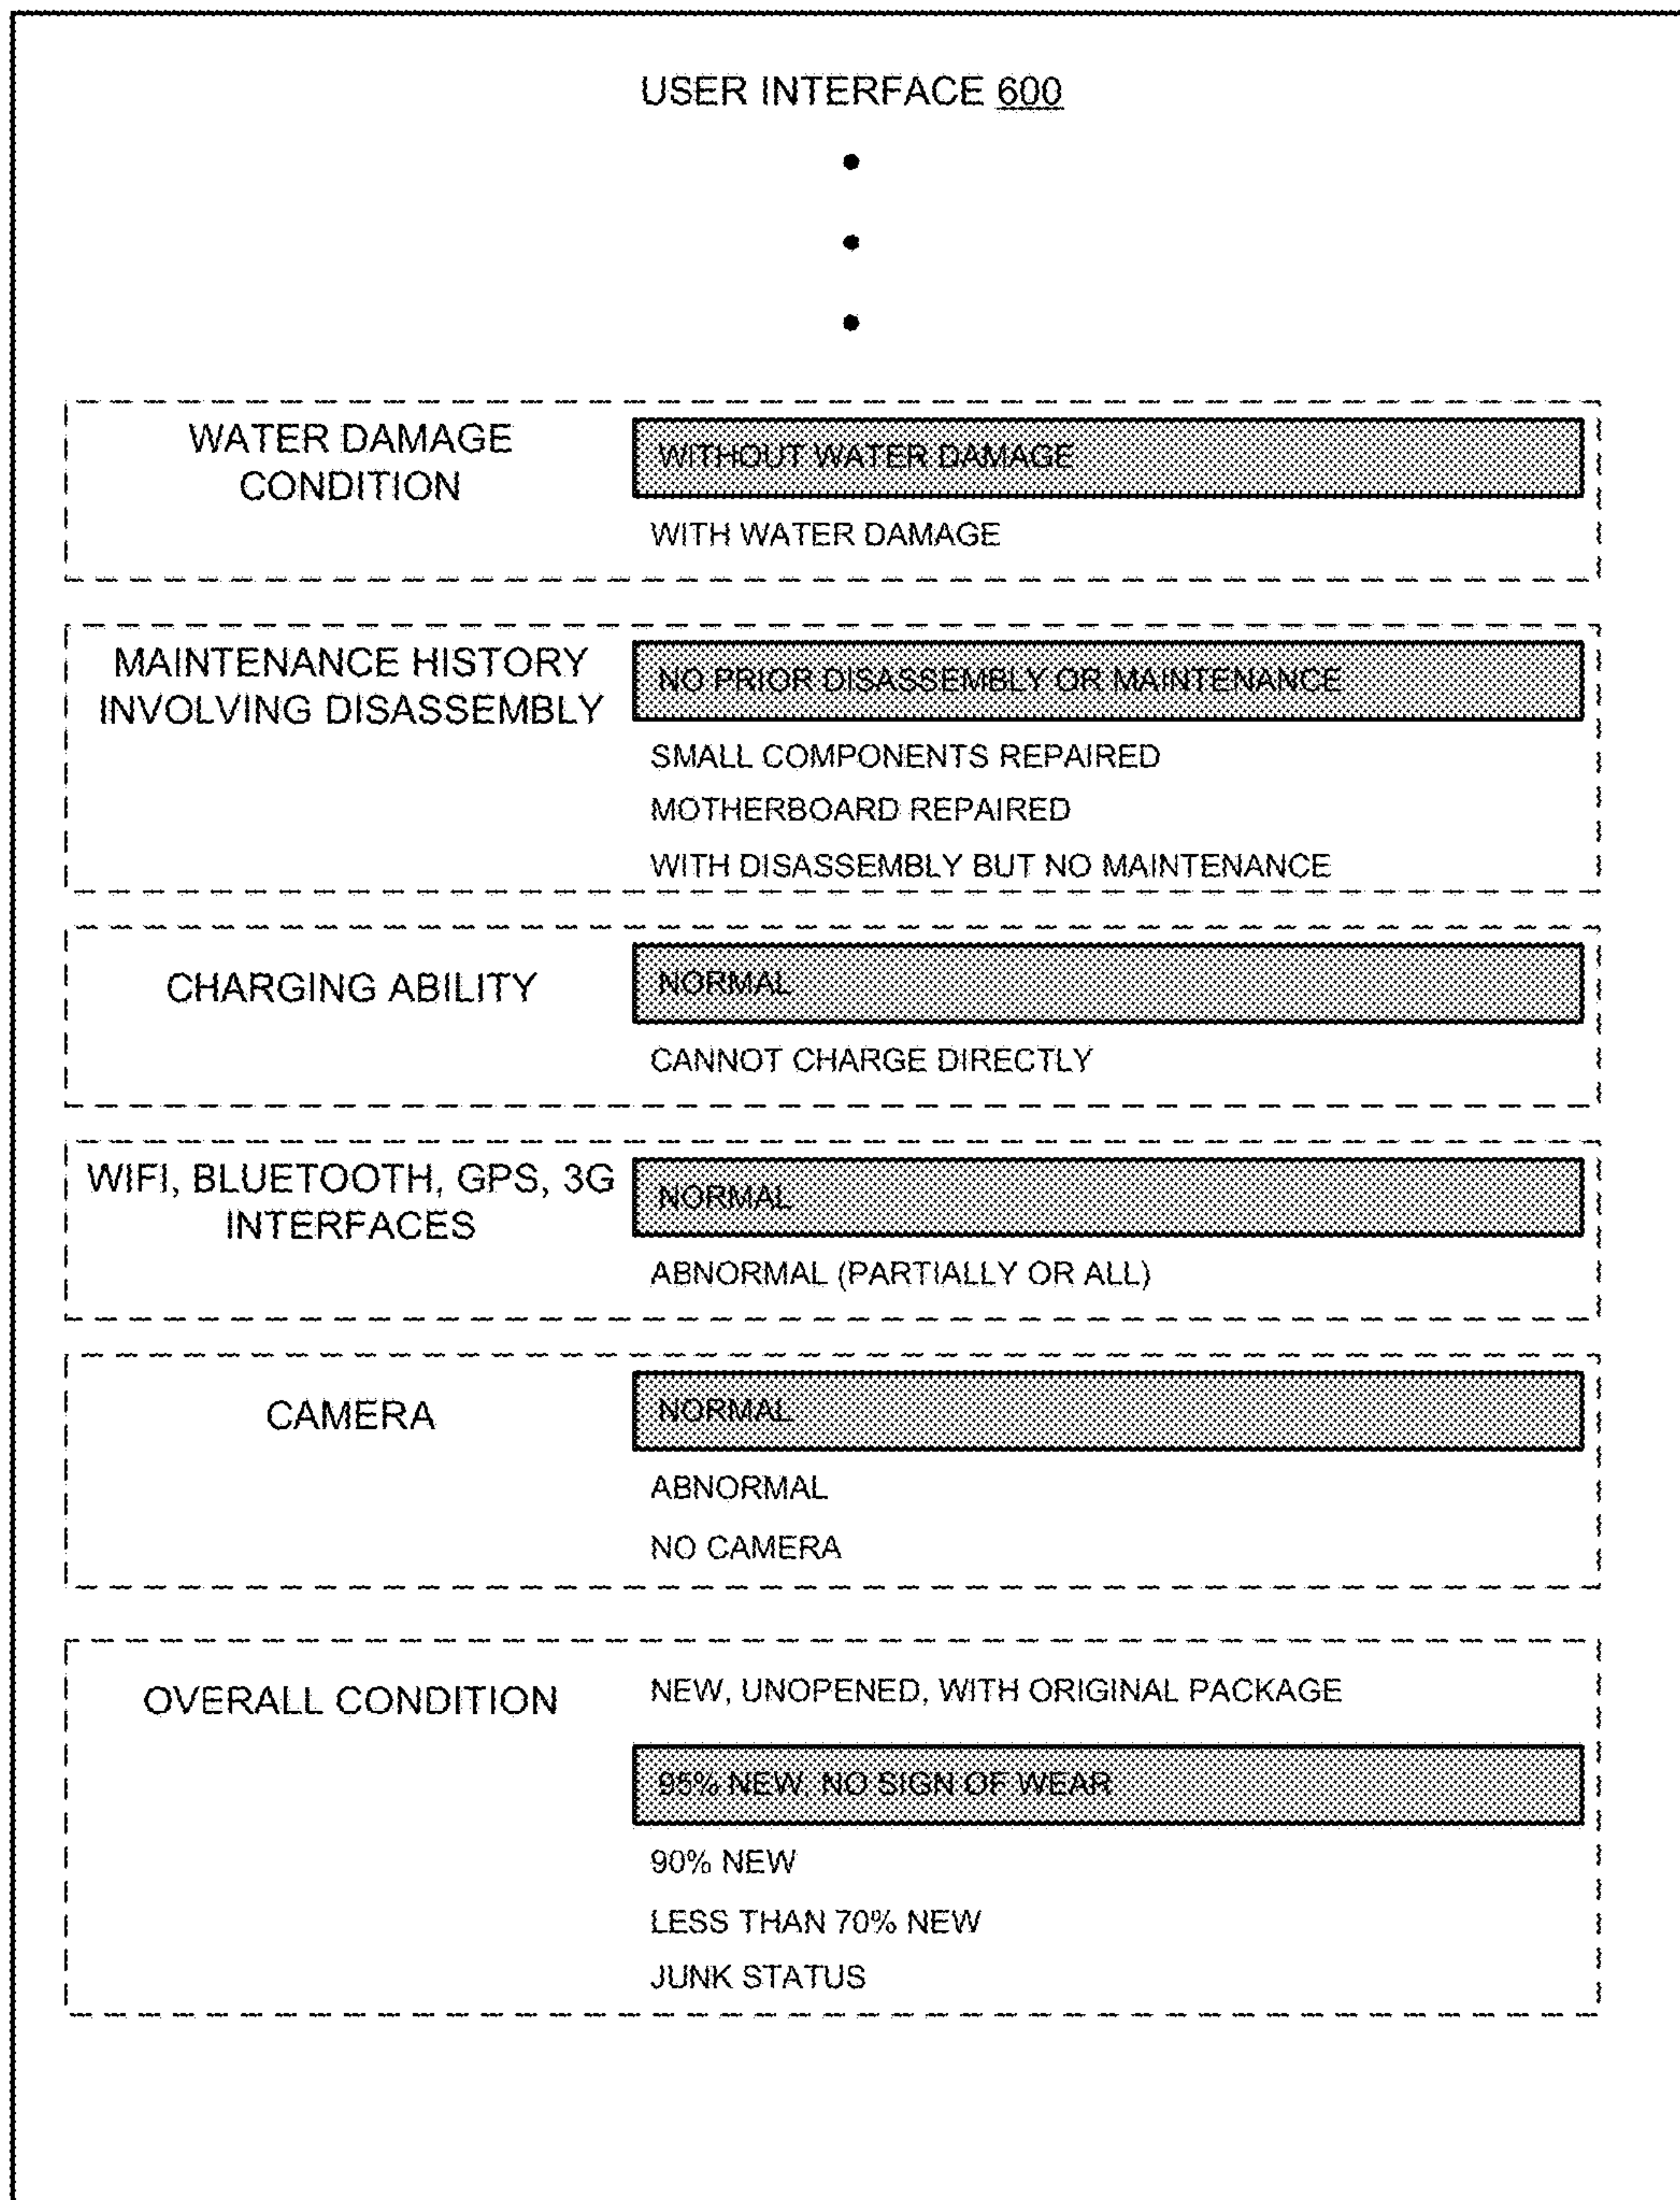 USER INTERFACE 600
WATER DAMAGE
CONDITION
WITHOUT WATER DAMAGE
WITH WATER DAMAGE
MAINTENANCE HISTORY
INVOLVING DISASSEMBLY
NO PRIOR DISASSEMBLY OR MAINTENANCE
SMALL COMPONENTS REPAIRED
MOTHERBOARD REPAIRED
WITH DISASSEMBLY BUT NO MAINTENANCE
CHARGING ABILITY
NORMAL
CANNOT CHARGE DIRECTLY
WIFI, BLUETOOTH, GPS, 3G
INTERFACES
NORMAL
ABNORMAL (PARTIALLY OR ALL)
CAMERA
NORMAL
ABNORMAL
NO CAMERA
OVERALL CONDITION
NEW, UNOPENED, WITH ORIGINAL PACKAGE
95% NEW, NO SIGN OF WEAR
90% NEW
LESS THAN 70% NEW
JUNK STATUS